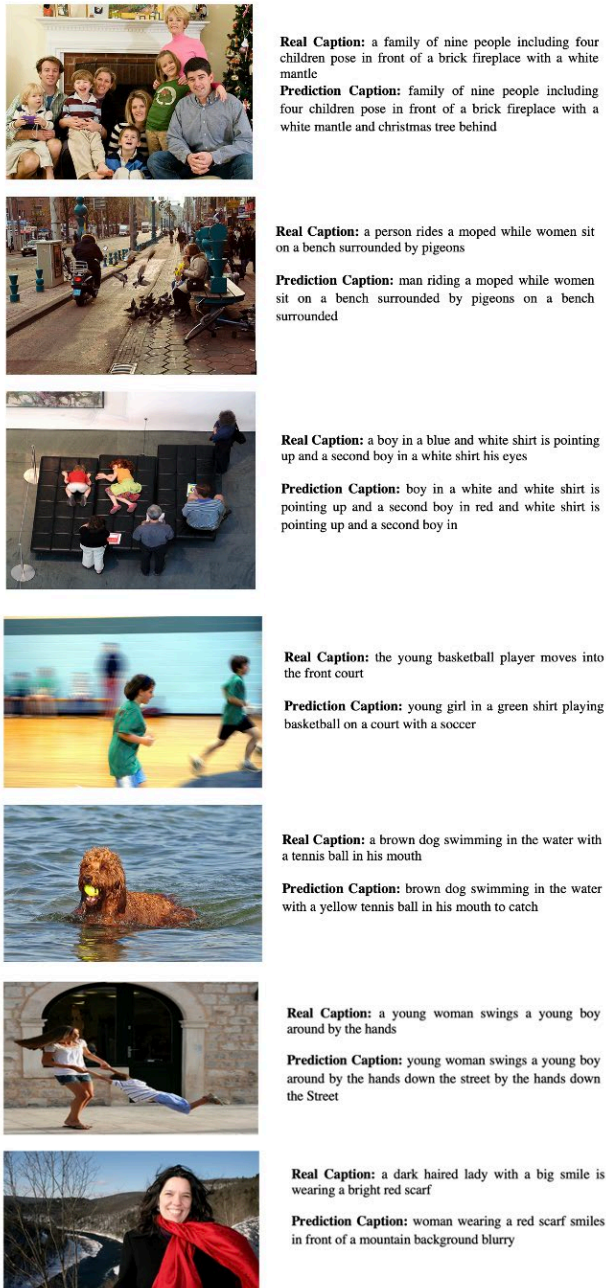 Real Caption: a family of nine people including four
children pose in front of a brick fireplace with a white
mantle
Prediction Caption: family of nine people including
four children pose in front of a brick fireplace with a
white mantle and christmas tree behind
Real Caption: a person rides a moped while women sit
on a bench surrounded by pigeons
Prediction Caption: man riding a moped while women
sit on a bench surrounded by pigeons on a bench
surrounded
Real Caption: a boy in a blue and white shirt is pointing
up and a second boy in a white shirt his eyes
Prediction Caption: boy in a white and white shirt is
pointing up and a second boy in red and white shirt is
pointing up and a second boy in
Real Caption: the young basketball player moves into
the front court
Prediction Caption: young girl in a green shirt playing
basketball on a court with a soccer
Real Caption: a brown dog swimming in the water with
a tennis ball in his mouth
Prediction Caption: brown dog swimming in the water
with a yellow tennis ball in his mouth to catch
Real Caption: a young woman swings a young boy
around by the hands
Prediction Caption: young woman swings a young boy
around by the hands down the street by the hands down
the Street
Real Caption: a dark haired lady with a big smile is
wearing a bright red scarf
Prediction Caption: woman wearing a red scarf smiles
in front of a mountain background blurry